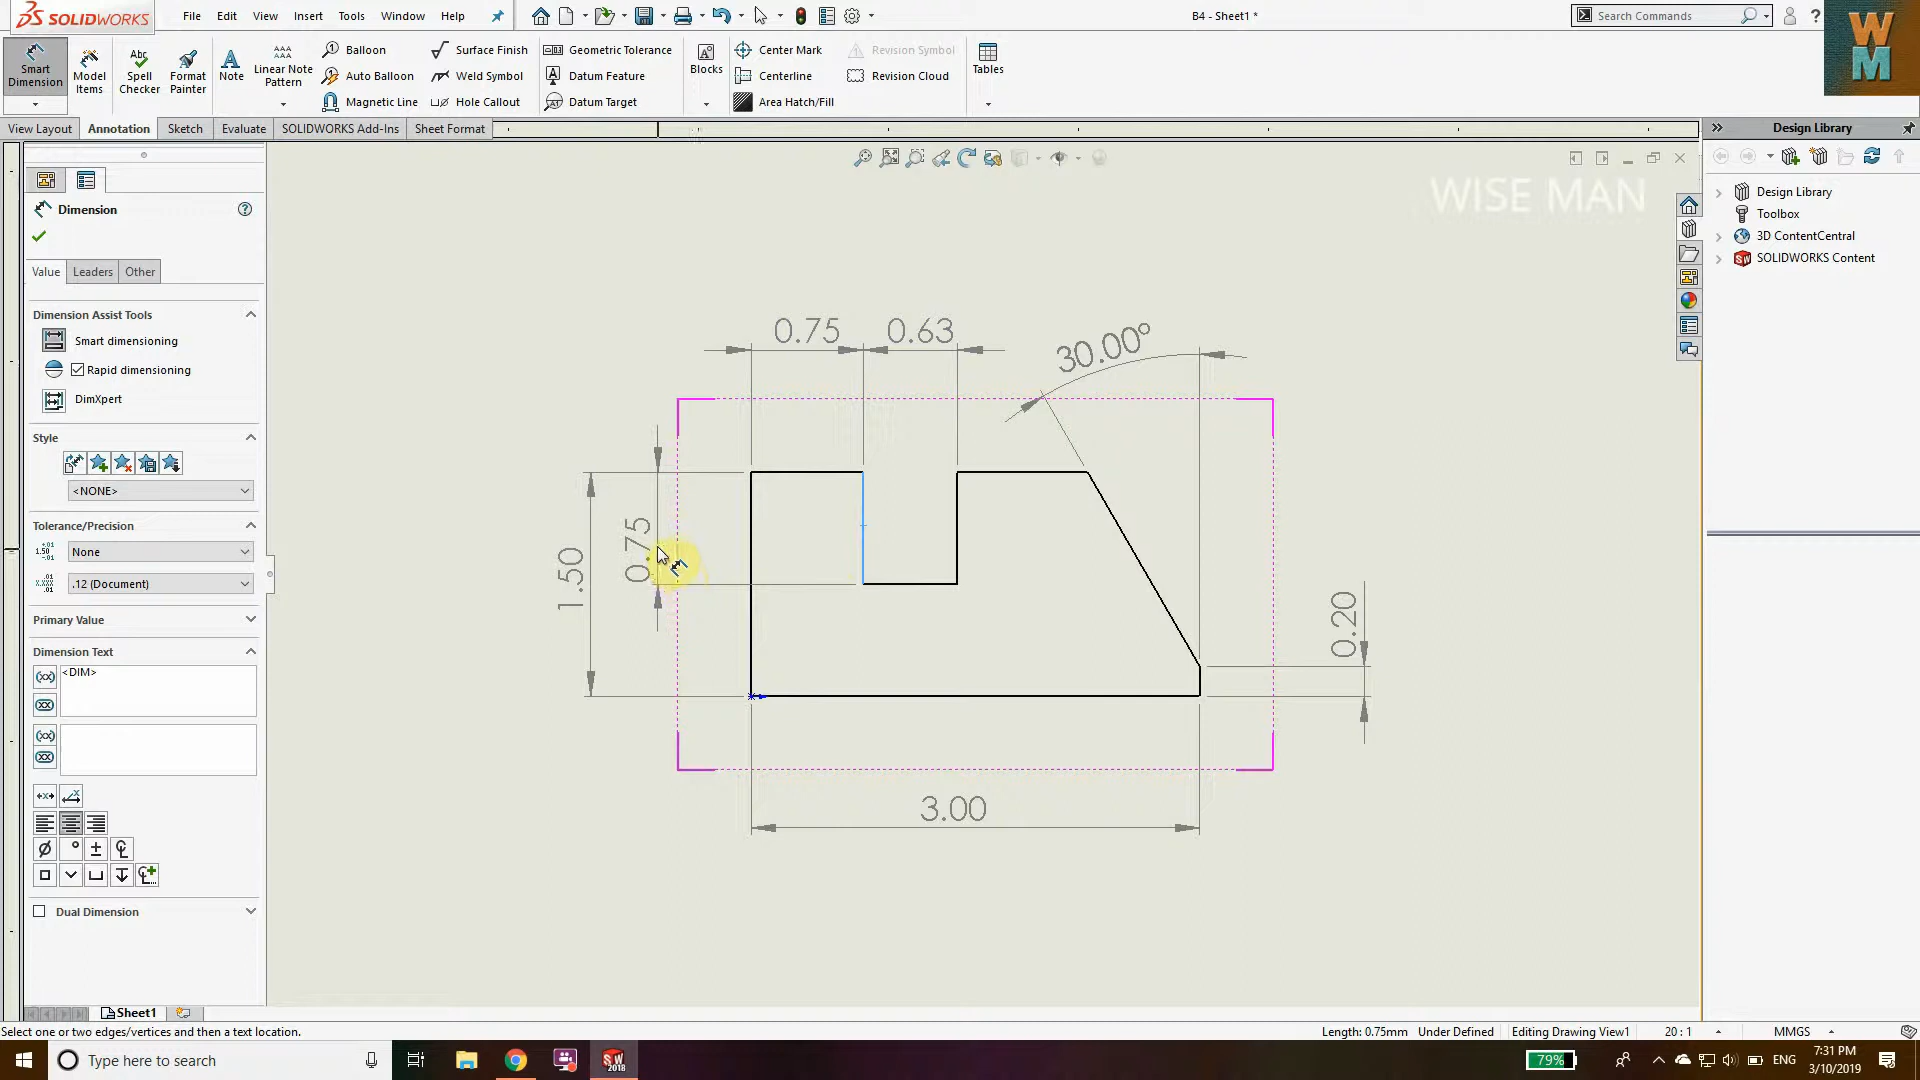 SOLIDWORKS File Edit View Insert Tools Window Help B4 - Sheet1 * Search Commands ?
WM
Smart Dimension
Model Items
Abc Spell Checker
Format Painter
A Note
Linear Note Pattern
Balloon
Auto Balloon
Magnetic Line
Surface Finish
Weld Symbol
Hole Callout
Geometric Tolerance
Datum Feature
Datum Target
Blocks
Center Mark
Centerline
Area Hatch/Fill
Revision Symbol
Revision Cloud
Tables
View Layout Annotation Sketch Evaluate SOLIDWORKS Add-Ins Sheet Format
Design Library
Design Library
Toolbox
3D ContentCentral
SOLIDWORKS Content
WISE MAN
Dimension
Value Leaders Other
Dimension Assist Tools
Smart dimensioning
Rapid dimensioning
DimXpert
Style
<NONE>
Tolerance/Precision
None
.12 (Document)
Primary Value
Dimension Text
<DIM>
Dual Dimension
0.75 0.63 30.00°
1.50
0.75
0.20
3.00
Sheet1
Select one or two edges/vertices and then a text location. Length: 0.75mm Under Defined Editing Drawing View1 20 : 1 MMGS
Type here to search
SW 2018
79%
ENG
7:31 PM
3/10/2019